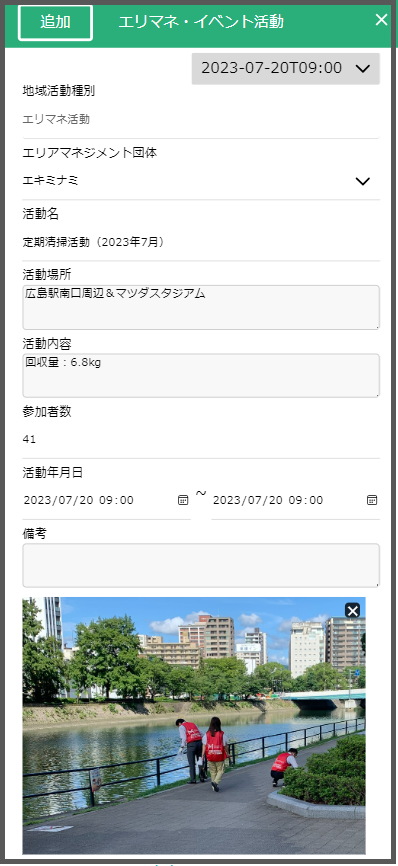 追加
エリマネ・イベント活動
2023-07-20T09:00
地域活動種別
エリマネ活動
エリアマネジメント団体
エキミナミ
活動名
定期清掃活動（2023年7月）
活動場所
広島駅南口周辺＆マツダスタジアム
活動内容
回収量：6.8kg
参加者数
41
活動年月日
2023/07/20 09:00 ~ 2023/07/20 09:00
備考